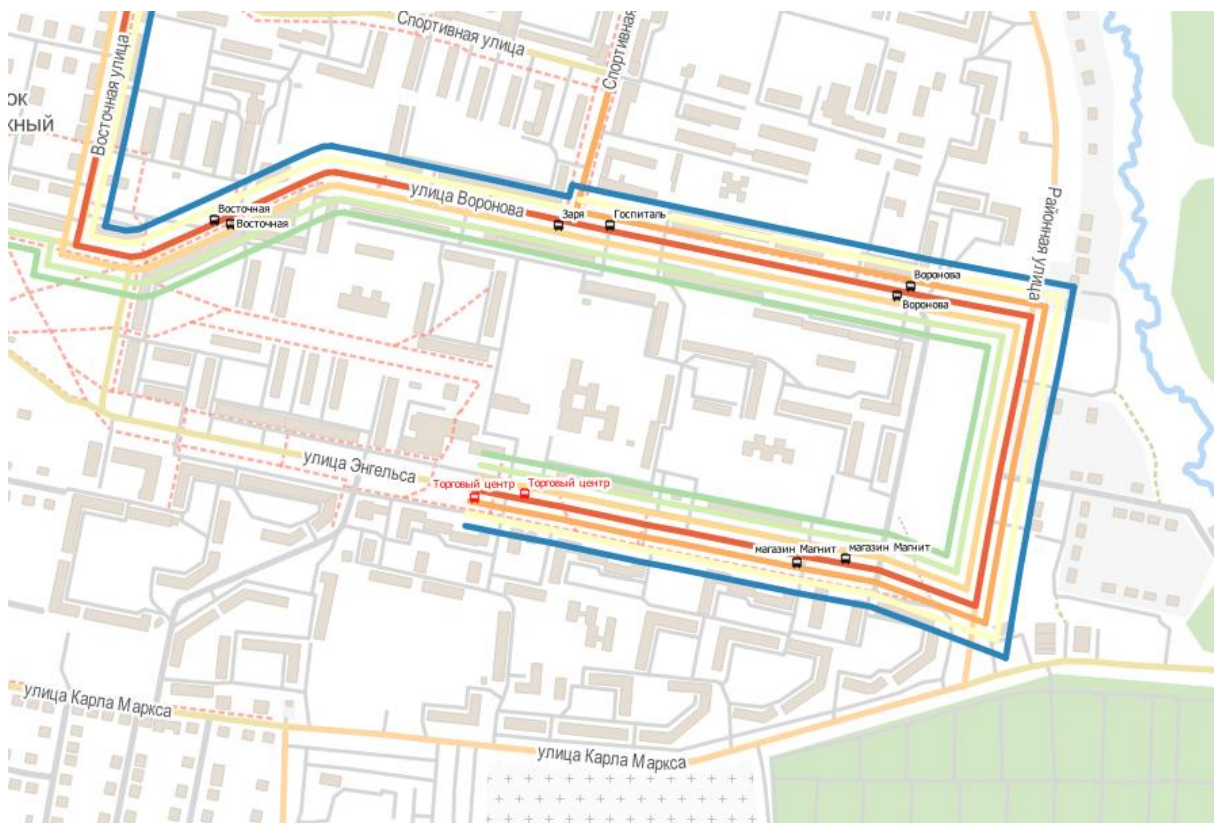 Спортивная улица
Спортивная
Восточная улица
ок
жный
улица Воронова
Восточная
Восточная
Заря
Госпиталь
Районная улица
Воронова
Воронова
улица Энгельса
Торговый центр
Торговый центр
магазин Магнит
магазин Магнит
улица Карла Маркса
улица Карла Маркса